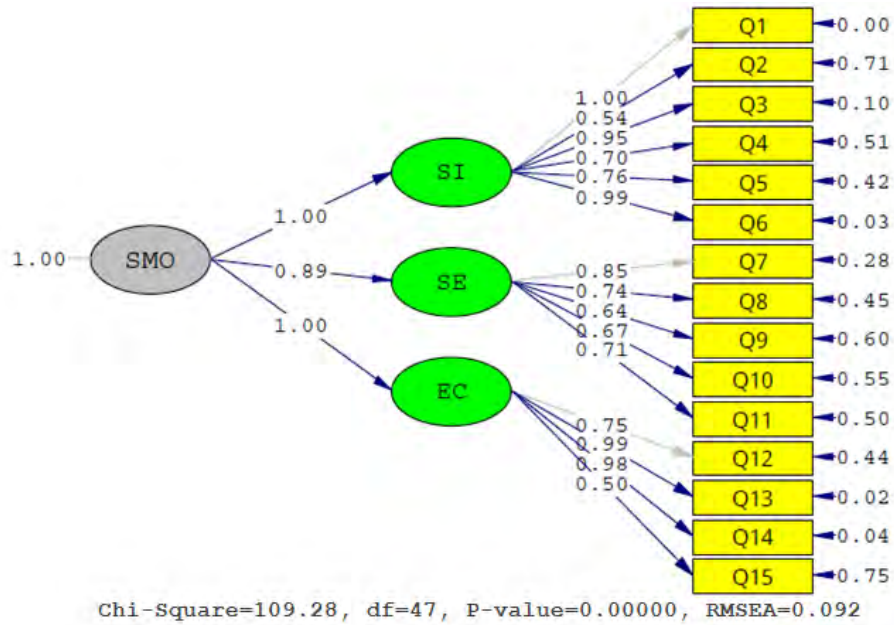 Q1 0.00
Q2 0.71
1.00
Q3 0.10
0.54
0.95
Q4 0.51
0.70
SI
0.76
Q5 0.42
0.99
1.00
Q6 0.03
1.00 SMO
0.89
SE
0.85
Q7 0.28
0.74
Q8 0.45
0.64
1.00
0.67
Q9 0.60
0.71
Q10 0.55
EC
Q11 0.50
0.75
0.99
Q12 0.44
0.98
0.50
Q13 0.02
Q14 0.04
Q15 0.75
Chi-Square=109.28, df=47, P-value=0.00000, RMSEA=0.092